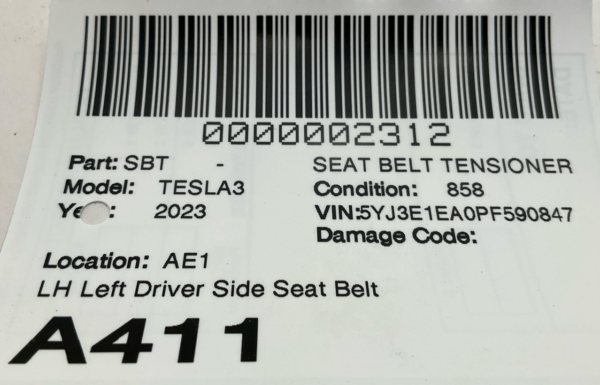 0000002312
Part: SBT - SEAT BELT TENSIONER
Model: TESLA3 Condition: 858
Ye : 2023 VIN:5YJ3E1EA0PF590847
Damage Code:
Location: AE1
LH Left Driver Side Seat Belt
A411